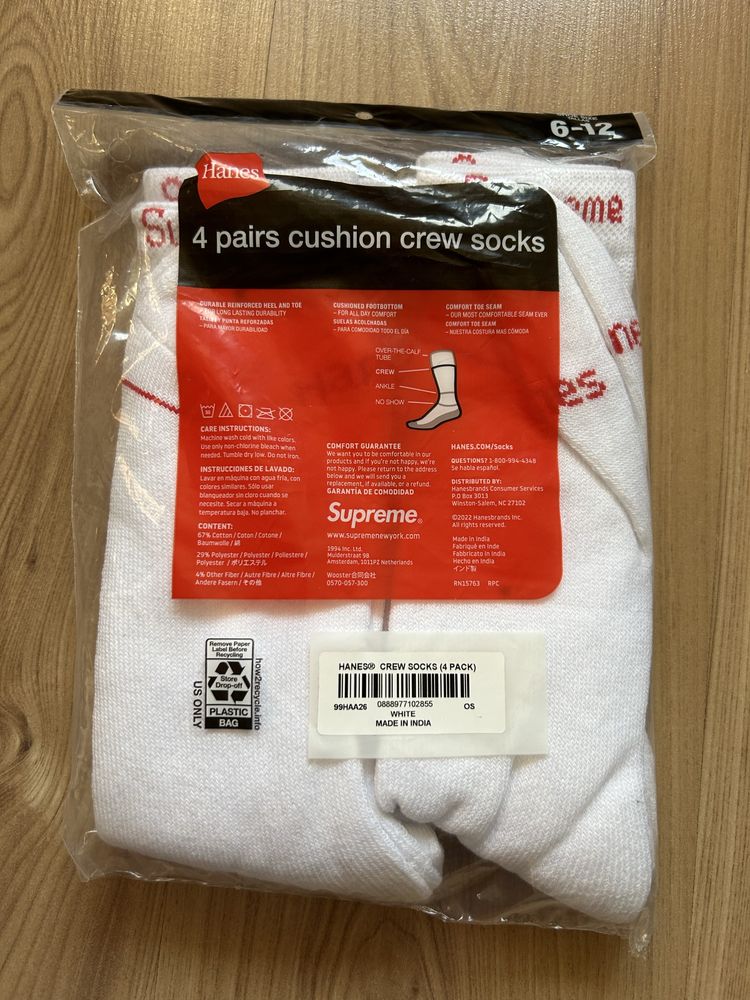 6-12
Hanes
Supreme
4 pairs cushion crew socks
DURABLE REINFORCED HEEL AND TOE
– FOR LONG LASTING DURABILITY
TALÓN Y PUNTA REFORZADAS
– PARA MAYOR DURABILIDAD
CUSHIONED FOOTBOTTOM
– FOR ALL DAY COMFORT
SUELAS ACOLCHADAS
– PARA COMODIDAD TODO EL DÍA
COMFORT TOE SEAM
– OUR MOST COMFORTABLE SEAM EVER
COMFORT TOE SEAM
– NUESTRA COSTURA MAS CÓMODA
OVER-THE-CALF
TUBE
CREW
ANKLE
NO SHOW
CARE INSTRUCTIONS:
Machine wash cold with like colors.
Use only non-chlorine bleach when
needed. Tumble dry low. Do not iron.
INSTRUCCIONES DE LAVADO:
Lavar en máquina con agua fría, con
colores similares. Sólo usar
blanqueador sin cloro cuando se
necesite. Secar a máquina a
temperatura baja. No planchar.
CONTENT:
67% Cotton / Coton / Cotone /
Baumwolle / 綿
29% Polyester / Polyester / Poliestere /
Polyester / ポリエステル
4% Other Fiber / Autre Fibre / Altre Fibre /
Andere Fasern / その他
COMFORT GUARANTEE
We want you to be comfortable in our
products and if you're not happy, we're
not happy. Please return to the address
below and we will send you a
replacement, if available, or a refund.
GARANTÍA DE COMODIDAD
Supreme®
www.supremenewyork.com
1994 Inc. Ltd.
Muiderstraat 9B
Amsterdam, 1011PZ Netherlands
Wooster合同会社
0570-057-300
HANES.COM/Socks
QUESTIONS? 1-800-994-4348
Se habla español.
DISTRIBUTED BY:
Hanesbrands Consumer Services
P.O Box 3013
Winston-Salem, NC 27102
©2022 Hanesbrands Inc.
All rights reserved.
Made in India
Fabriqué en Inde
Fabbricato in India
Hecho en India
インド製
RN15763 RPC
Remove Paper
Label Before
Recycling
Store
Drop-off
PLASTIC
BAG
how2recycle.info
US ONLY
HANES® CREW SOCKS (4 PACK)
99HAA26 0888977102855 OS
WHITE
MADE IN INDIA